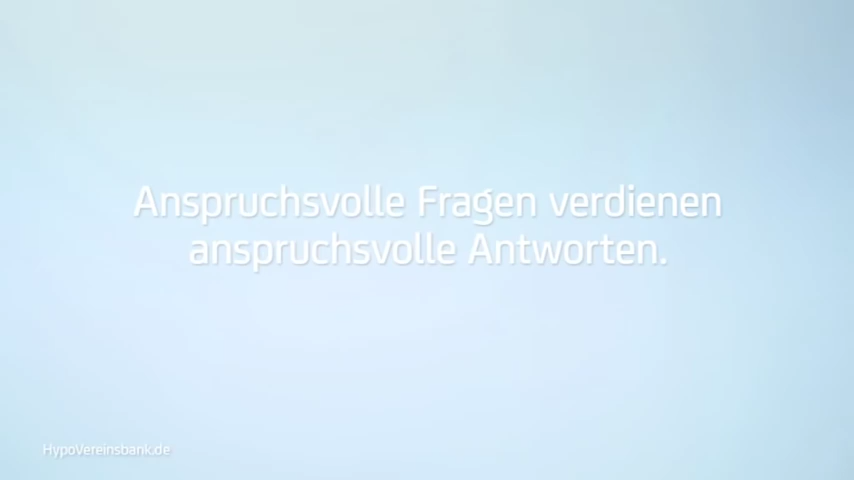 Anspruchsvolle Fragen verdienen
anspruchsvolle Antworten.
HypoVereinsbank.de